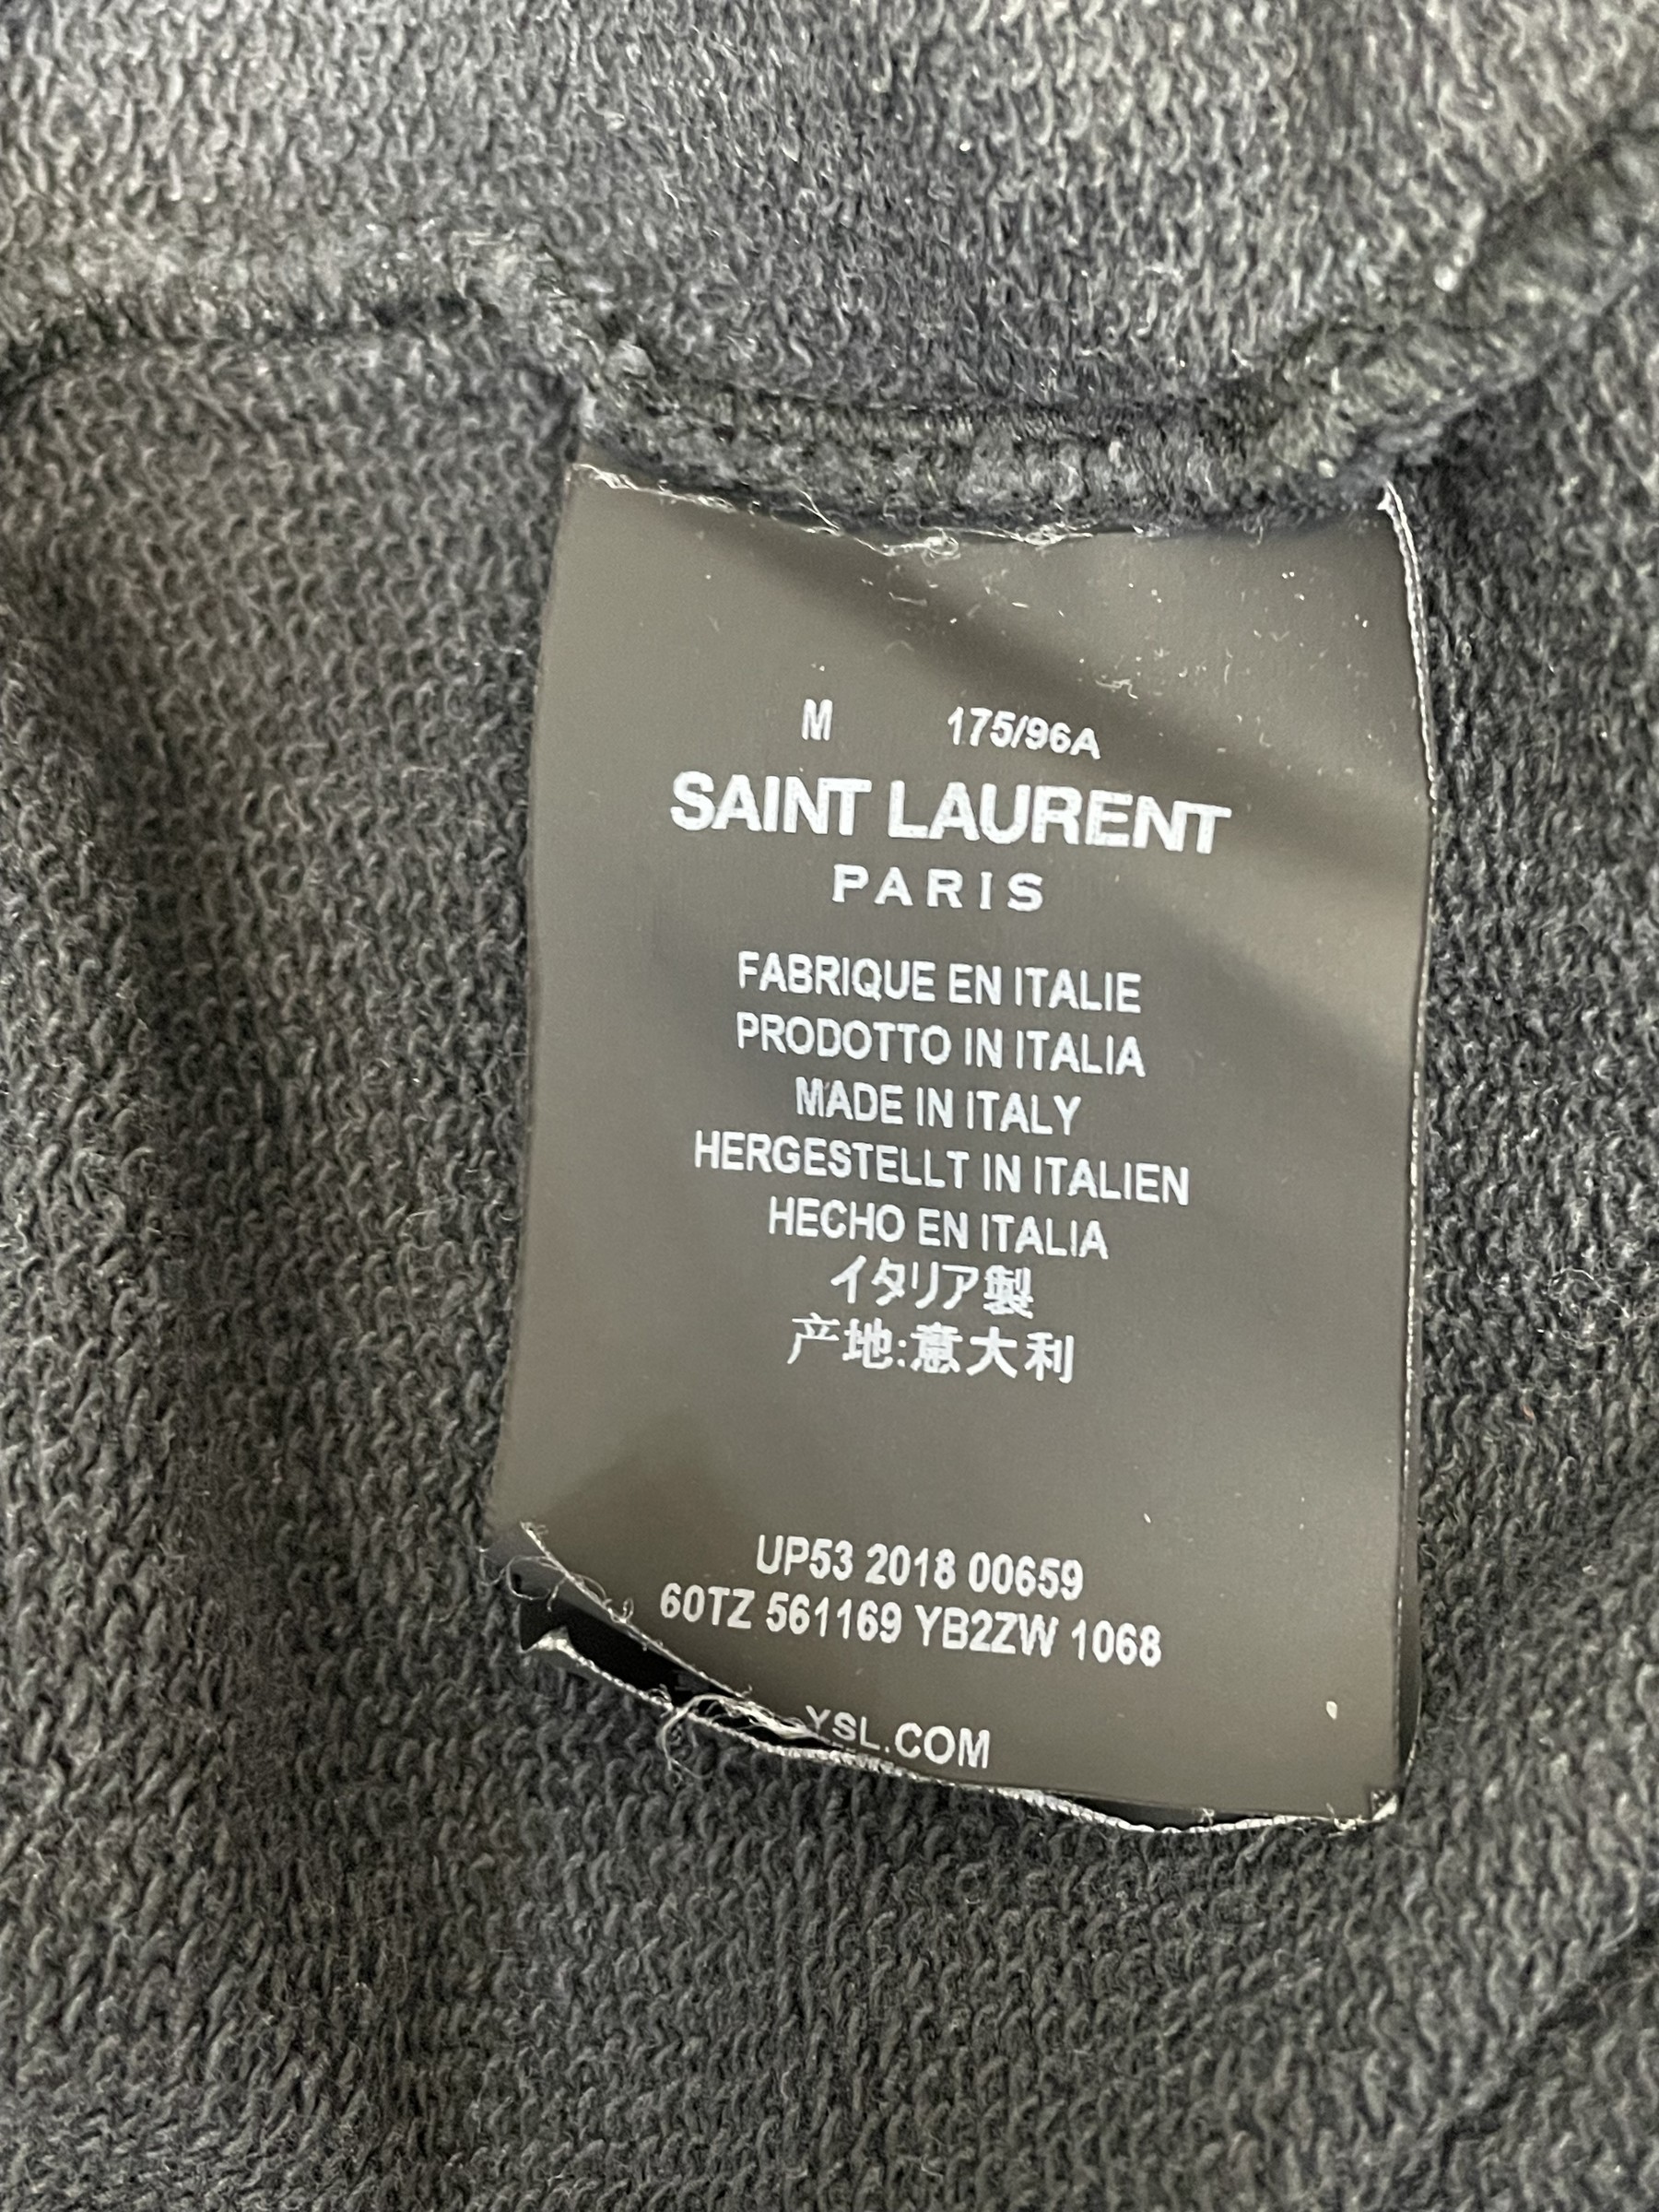 M 175/96A
SAINT LAURENT
PARIS
FABRIQUE EN ITALIE
PRODOTTO IN ITALIA
MADE IN ITALY
HERGESTELLT IN ITALIEN
HECHO EN ITALIA
イタリア製
产地:意大利
UP53 2018 00659
60TZ 561169 YB2ZW 1068
YSL.COM